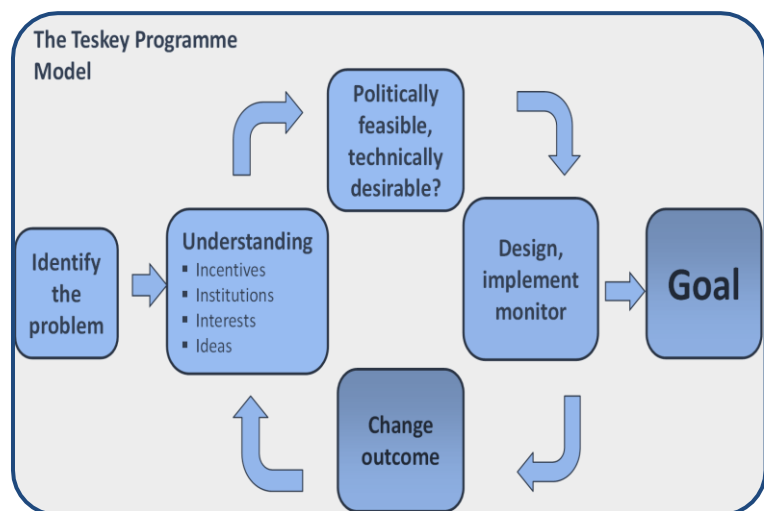 The Teskey Programme
Model
Politically
feasible,
technically
desirable?
Identify
the
problem
Understanding
▪ Incentives
▪ Institutions
▪ Interests
▪ Ideas
Design,
implement
monitor
Goal
Change
outcome